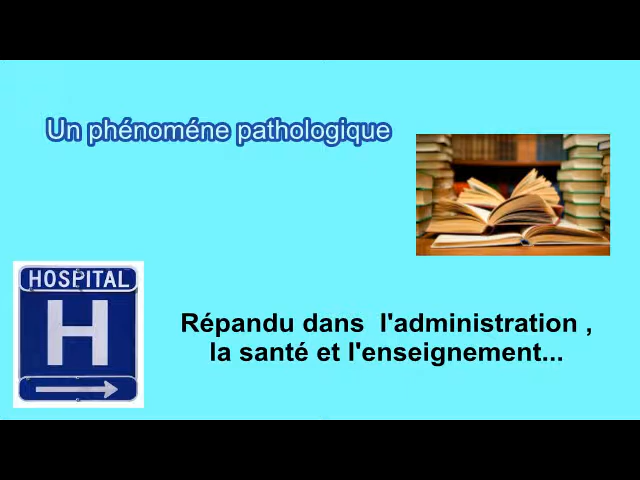 Un phénoméne pathologique
HOSPITAL
H
Répandu dans l'administration ,
la santé et l'enseignement...